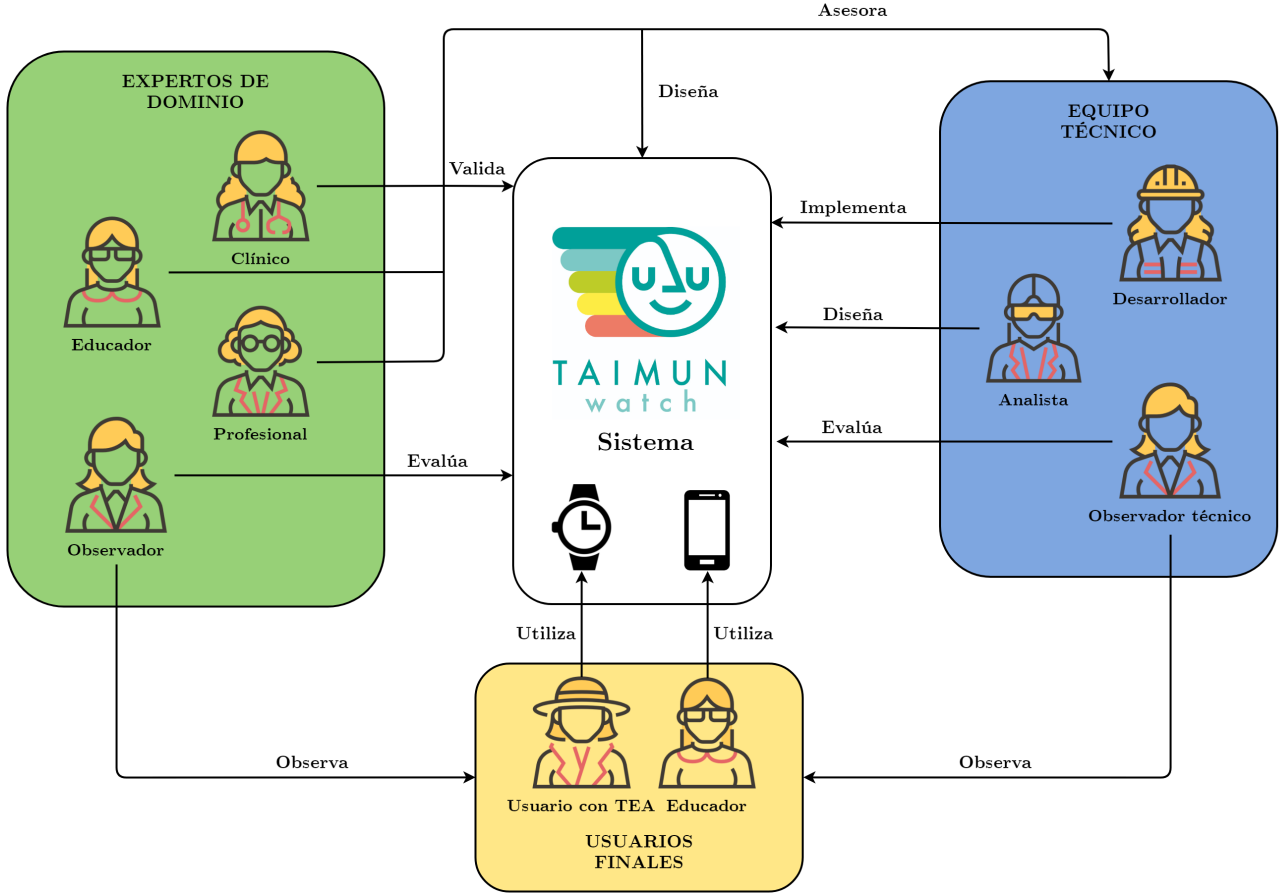 Asesora
EXPERTOS DE
DOMINIO
Diseña
EQUIPO
TÉCNICO
Valida
Clínico
Implementa
Desarrollador
Educador
Diseña
TAIMUN
watch
Analista
Profesional
Sistema
Evalúa
Evalúa
Observador
Observador técnico
Utiliza
Utiliza
Observa
Observa
Usuario con TEA
Educador
USUARIOS
FINALES